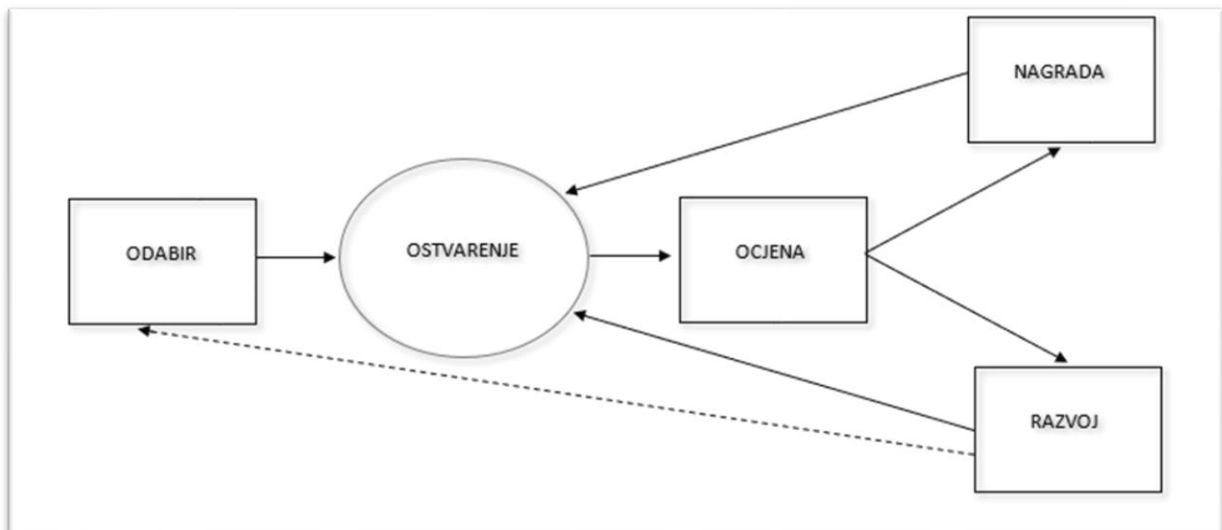 NAGRADA
ODABIR
OSTVARENJE
OCJENA
RAZVOJ